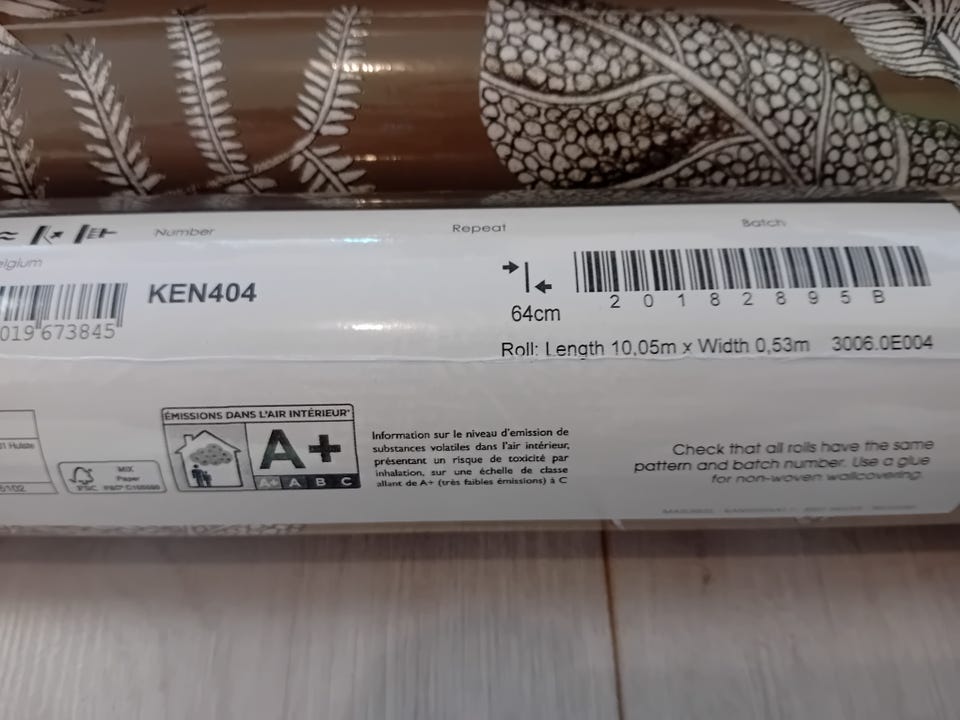 Number
Repeat
Batch
elgium
KEN404
64cm
2 0 1 8 2 8 9 5 B
019 673845
Roll: Length 10,05m x Width 0,53m 3006.0E004
ÉMISSIONS DANS L'AIR INTÉRIEUR*
A+
A+ A B C
Information sur le niveau d'émission de
substances volatiles dans l'air intérieur,
présentant un risque de toxicité par
inhalation, sur une échelle de classe
allant de A+ (très faibles émissions) à C
Check that all rolls have the same
pattern and batch number. Use a glue
for non-woven wallcovering.
01 Hulste
5102
FSC
MIX
Paper